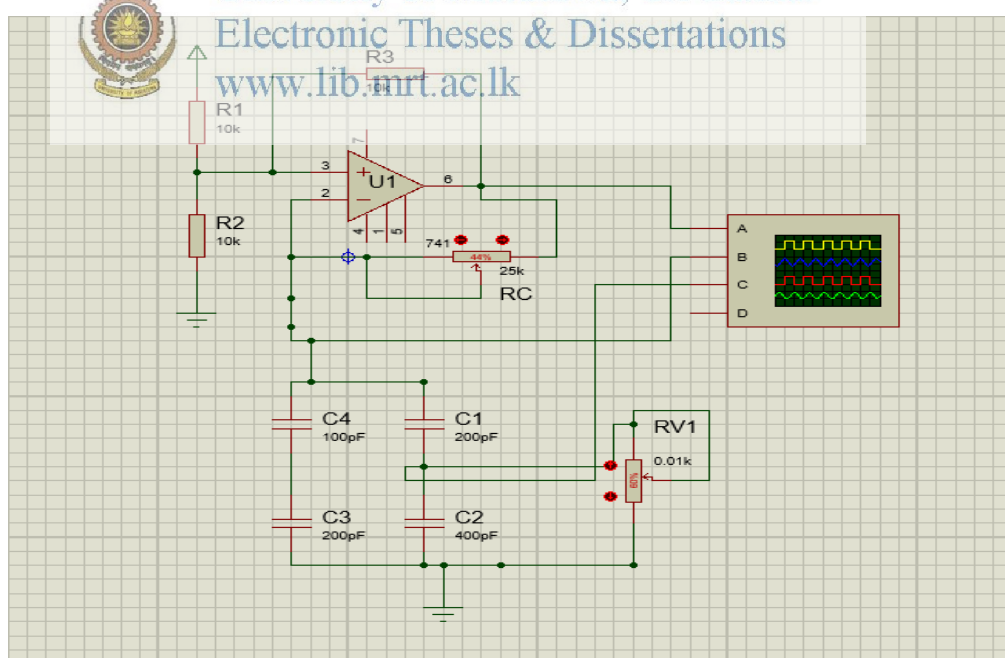 Electronic Theses & Dissertations
www.lib.mrt.ac.lk
R3
10k
R1
10k
7
3
U1
6
2
R2
10k
4
1
5
741
44%
25k
RC
A
B
C
D
C4
100pF
C1
200pF
RV1
0.01k
C3
200pF
C2
400pF